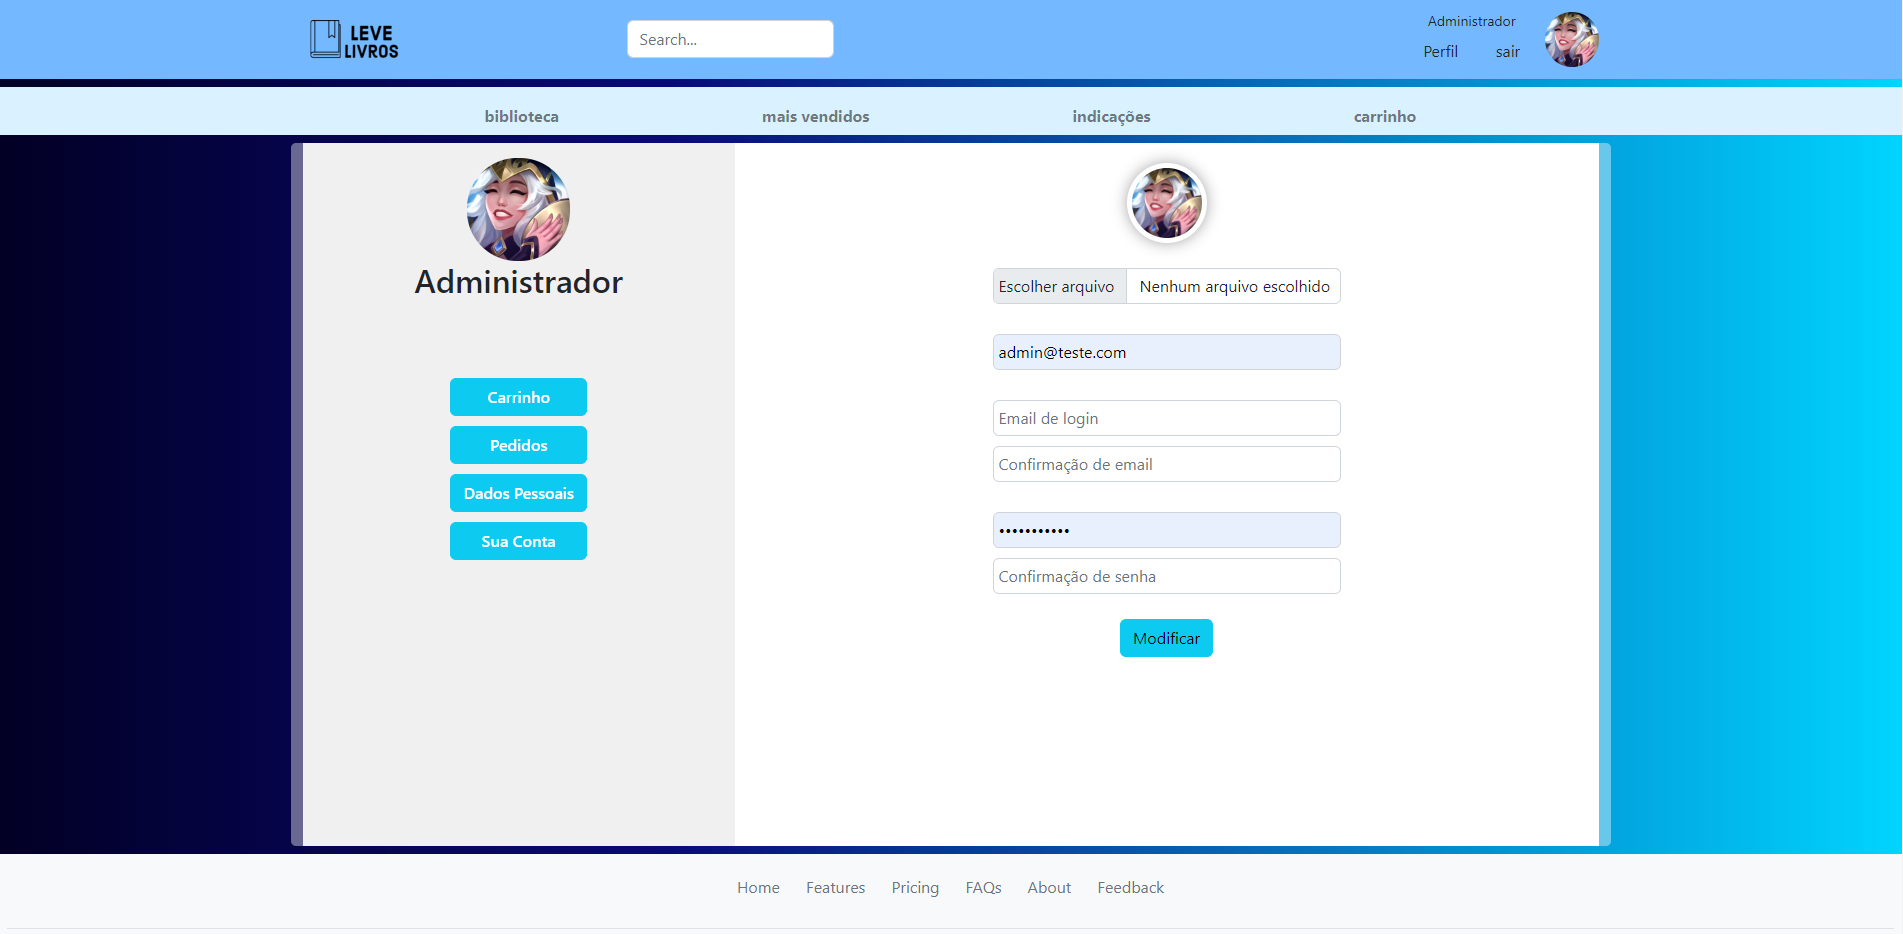 LEVE
LIVROS
Search...
Administrador
Perfil sair
biblioteca mais vendidos indicações carrinho
Administrador
Carrinho
Pedidos
Dados Pessoais
Sua Conta
Escolher arquivo Nenhum arquivo escolhido
admin@teste.com
Email de login
Confirmação de email
•••••••••••
Confirmação de senha
Modificar
Home Features Pricing FAQs About Feedback